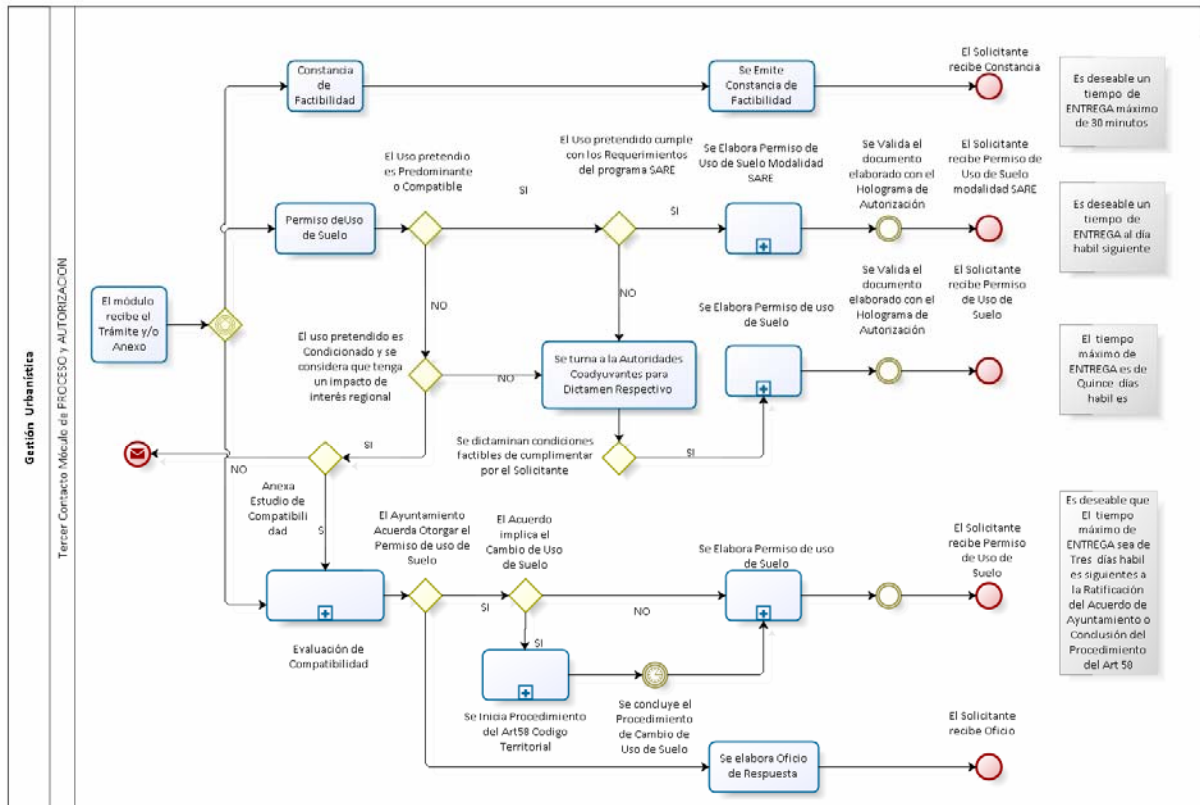 Gestión Urbanística
Tercer Contacto Módulo de PROCESO y AUTORIZACION
El módulo
recibe el
Trámite y/o
Anexo
Constancia
de
Factibilidad
Se Emite
Constancia de
Factibilidad
El Solicitante
recibe Constancia
Es deseable un
tiempo de
ENTREGA máximo
de 30 minutos
Permiso deUso
de Suelo
El Uso pretendio
es Predominante
o Compatible
SI
El Uso pretendido cumple
con los Requerimientos
del programa SARE
SI
Se Elabora Permiso de
Uso de Suelo Modalidad
SARE
Se Valida el
documento
elaborado con el
Holograma de
Autorización
El Solicitante
recibe Permiso de
Uso de Suelo
modalidad SARE
Es deseable un
tiempo de
ENTREGA al día
habil siguiente
NO
NO
El uso pretendido es
Condicionado y se
considera que tenga
un impacto de
interés regional
NO
Se turna a la Autoridades
Coadyuvantes para
Dictamen Respectivo
Se Elabora Permiso de uso
de Suelo
Se Valida el
documento
elaborado con el
Holograma de
Autorización
El Solicitante
recibe Permiso
de Uso de
Suelo
El tiempo
máximo de
ENTREGA es de
Quince días
habil es
SI
Se dictaminan condiciones
factibles de cumplimentar
por el Solicitante
SI
NO
Anexa
Estudio de
Compatibili
dad
S
Evaluación de
Compatibilidad
El Ayuntamiento
Acuerda Otorgar el
Permiso de uso de
Suelo
SI
El Acuerdo
implica el
Cambio de Uso
de Suelo
NO
SI
Se Elabora Permiso de uso
de Suelo
El Solicitante
recibe Permiso
de Uso de
Suelo
Es deseable que
El tiempo
máximo de
ENTREGA sea de
Tres días habil
es siguientes a
la Ratificación
del Acuerdo de
Ayuntamiento o
Conclusión del
Procedimiento
del Art 58
Se Inicia Procedimiento
del Art58 Codigo
Territorial
Se concluye el
Procedimiento
de Cambio de
Uso de Suelo
Se elabora Oficio
de Respuesta
El Solicitante
recibe Oficio